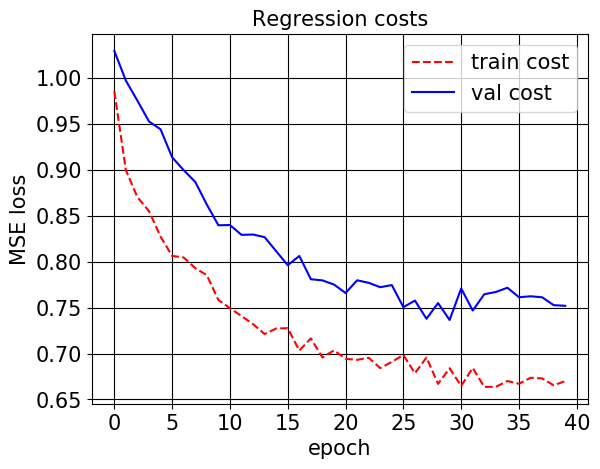 Regression costs
train cost
val cost
MSE loss
1.00
0.95
0.90
0.85
0.80
0.75
0.70
0.65
0 5 10 15 20 25 30 35 40
epoch